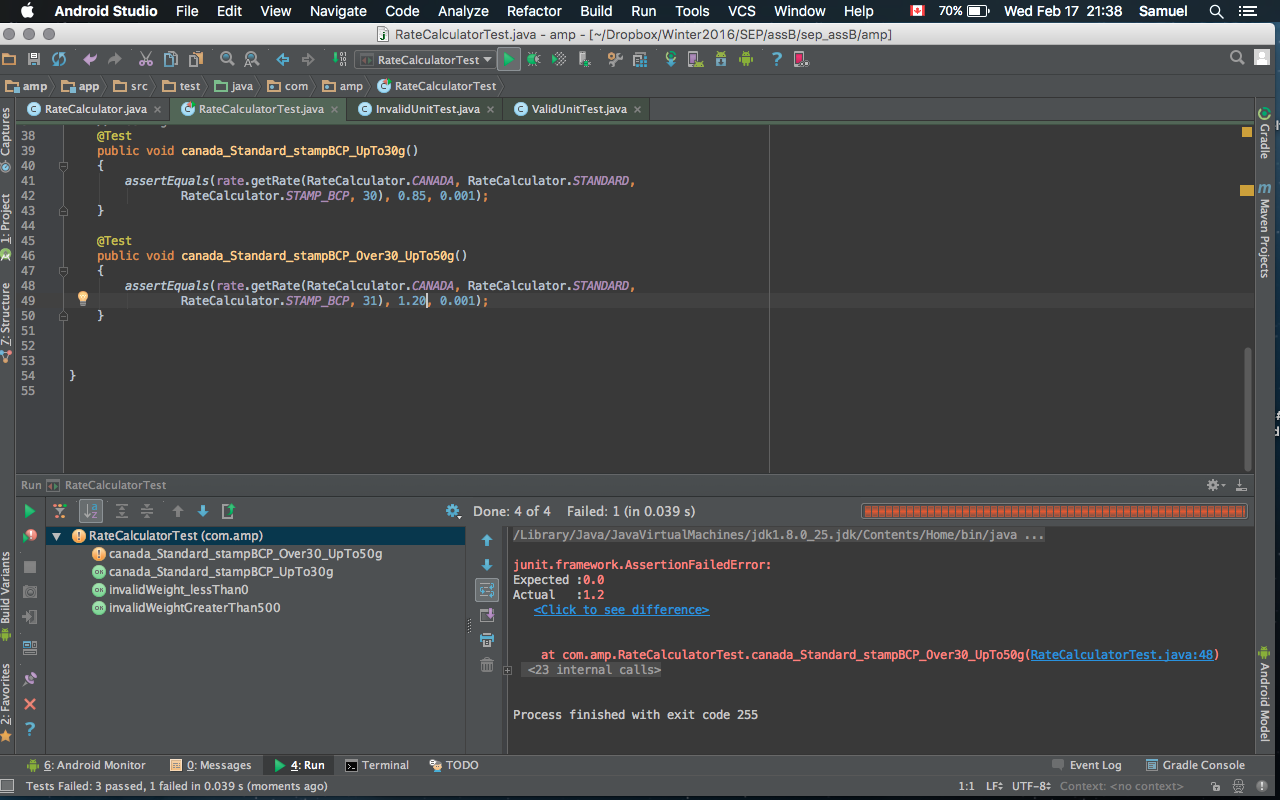 Android Studio File Edit View Navigate Code Analyze Refactor Build Run Tools VCS Window Help 70% Wed Feb 17 21:38 Samuel
RateCalculatorTest.java - amp - [~/Dropbox/Winter2016/SEP/assB/sep_assB/amp]
RateCalculatorTest
amp app src test java com amp RateCalculatorTest
RateCalculator.java RateCalculatorTest.java InvalidUnitTest.java ValidUnitTest.java
38 @Test
39 public void canada_Standard_stampBCP_UpTo30g()
40 {
41 assertEquals(rate.getRate(RateCalculator.CANADA, RateCalculator.STANDARD,
42 RateCalculator.STAMP_BCP, 30), 0.85, 0.001);
43 }
44
45 @Test
46 public void canada_Standard_stampBCP_Over30_UpTo50g()
47 {
48 assertEquals(rate.getRate(RateCalculator.CANADA, RateCalculator.STANDARD,
49 RateCalculator.STAMP_BCP, 31), 1.20, 0.001);
50 }
51
52
53
54 }
55
Captures
1: Project
7: Structure
Build Variants
2: Favorites
Gradle
m Maven Projects
Android Model
Run RateCalculatorTest
Done: 4 of 4 Failed: 1 (in 0.039 s)
RateCalculatorTest (com.amp)
canada_Standard_stampBCP_Over30_UpTo50g
OK canada_Standard_stampBCP_UpTo30g
OK invalidWeight_lessThan0
OK invalidWeightGreaterThan500
/Library/Java/JavaVirtualMachines/jdk1.8.0_25.jdk/Contents/Home/bin/java ...
junit.framework.AssertionFailedError:
Expected :0.0
Actual :1.2
<Click to see difference>
at com.amp.RateCalculatorTest.canada_Standard_stampBCP_Over30_UpTo50g(RateCalculatorTest.java:48)
<23 internal calls>
Process finished with exit code 255
6: Android Monitor 0: Messages 4: Run Terminal TODO Event Log Gradle Console
Tests Failed: 3 passed, 1 failed in 0.039 s (moments ago) 1:1 LF UTF-8 Context: <no context>